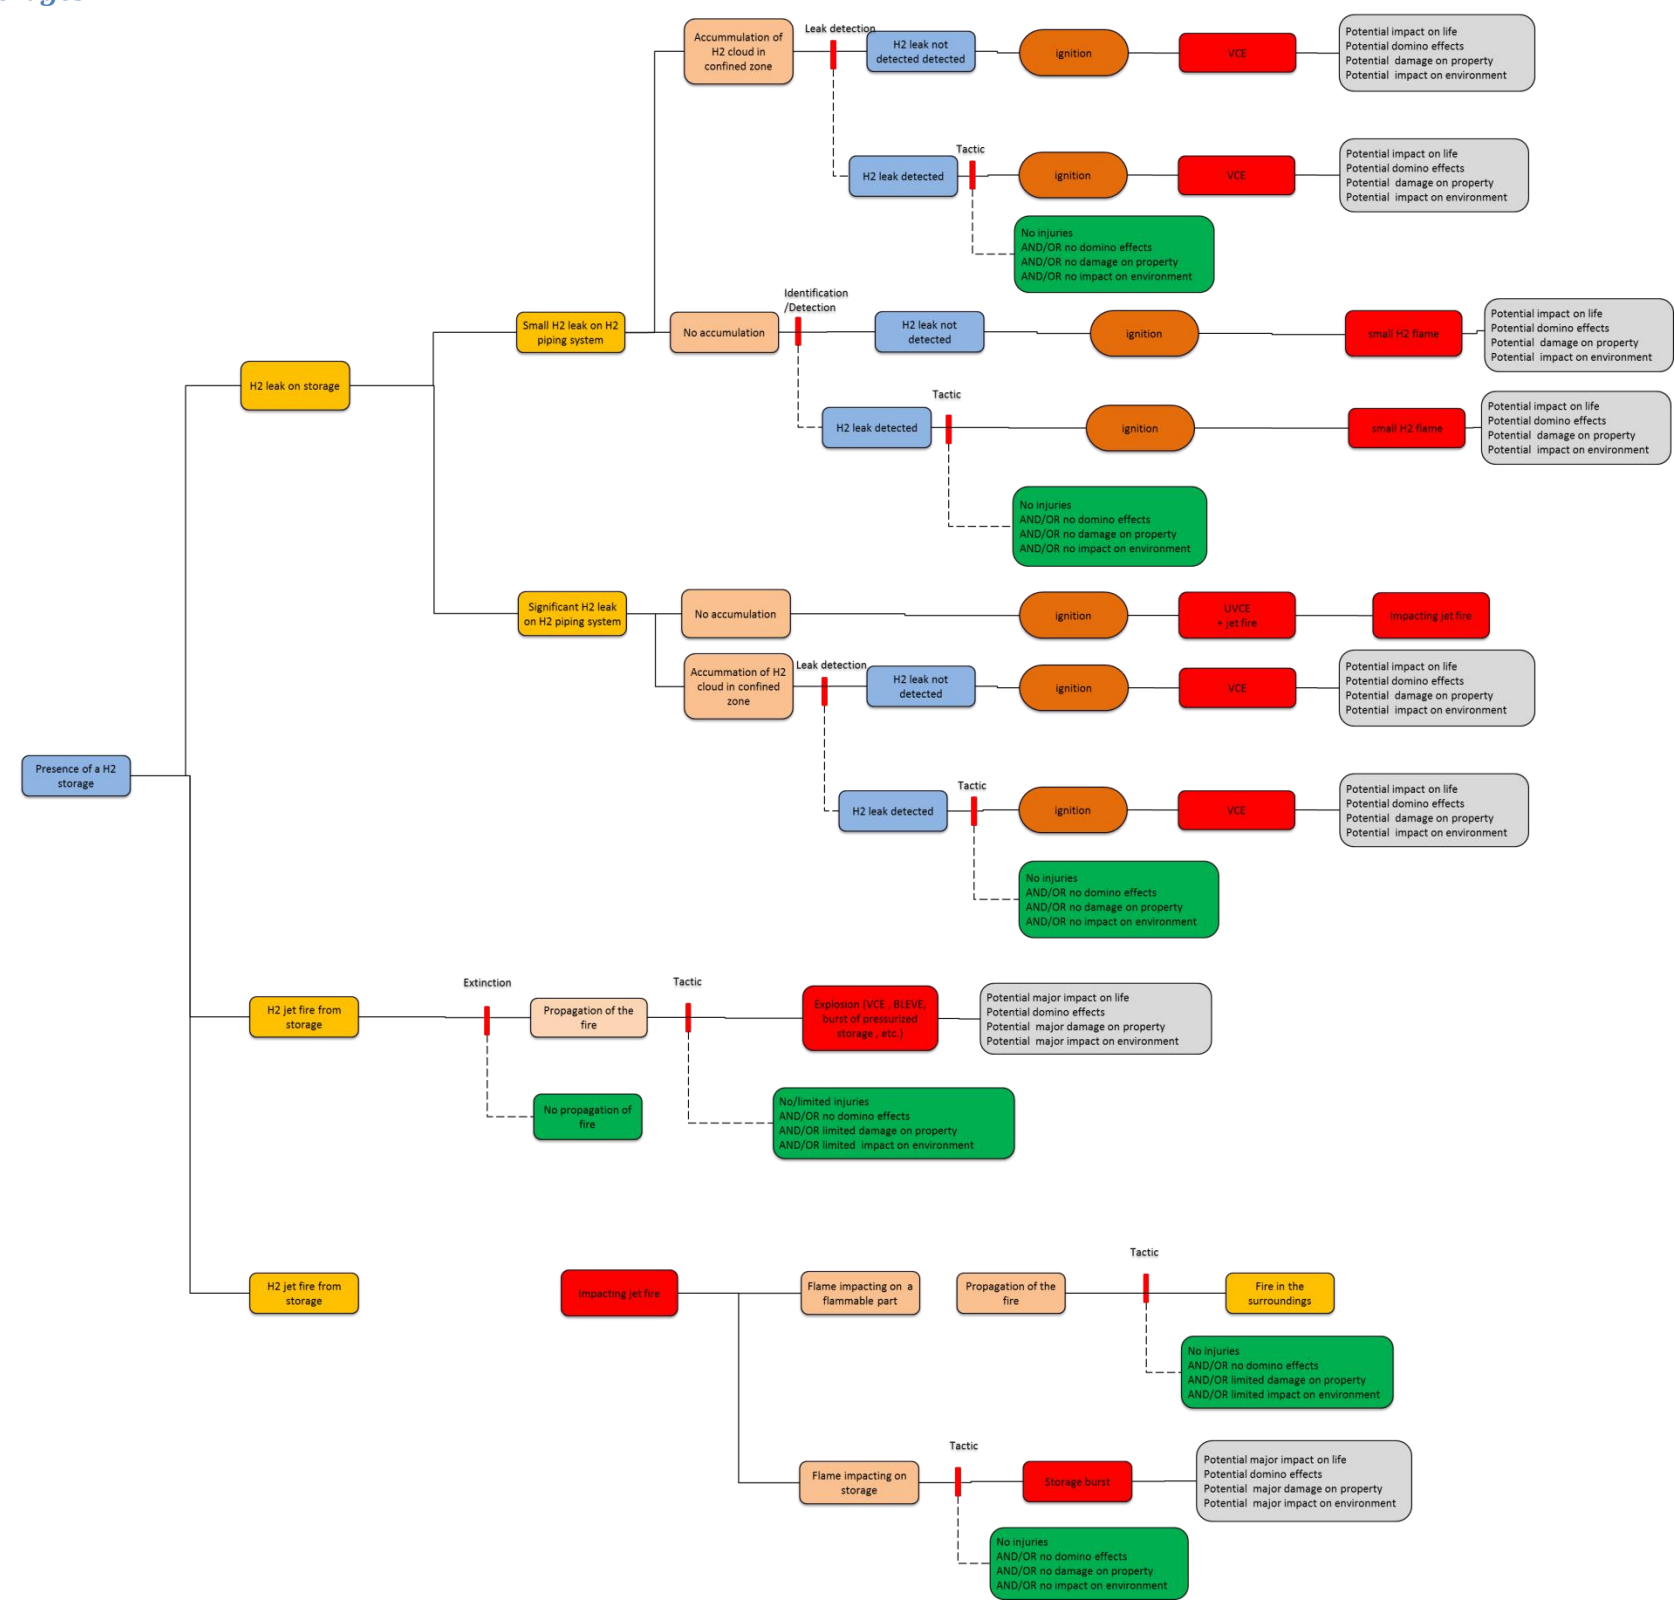 Accummulation of
H2 cloud in
confined zone
Leak detection
H2 leak not
detected detected
ignition
VCE
Potential impact on life
Potential domino effects
Potential  damage on property
Potential  impact on environment
H2 leak detected
Tactic
ignition
VCE
Potential impact on life
Potential domino effects
Potential  damage on property
Potential  impact on environment
No injuries
AND/OR no domino effects
AND/OR no damage on property
AND/OR no impact on environment
Small H2 leak on H2
piping system
No accumulation
Identification
/Detection
H2 leak not
detected
ignition
small H2 flame
Potential impact on life
Potential domino effects
Potential  damage on property
Potential  impact on environment
H2 leak on storage
H2 leak detected
Tactic
ignition
small H2 flame
Potential impact on life
Potential domino effects
Potential  damage on property
Potential  impact on environment
No injuries
AND/OR no domino effects
AND/OR no damage on property
AND/OR no impact on environment
Significant H2 leak
on H2 piping system
No accumulation
ignition
UVCE
+ jet fire
Impacting jet fire
Accummation of H2
cloud in confined
zone
Leak detection
H2 leak not
detected
ignition
VCE
Potential impact on life
Potential domino effects
Potential  damage on property
Potential  impact on environment
Presence of a H2
storage
H2 leak detected
Tactic
ignition
VCE
Potential impact on life
Potential domino effects
Potential  damage on property
Potential  impact on environment
No injuries
AND/OR no domino effects
AND/OR no damage on property
AND/OR no impact on environment
H2 jet fire from
storage
Extinction
Propagation of the
fire
Tactic
Explosion (VCE , BLEVE,
burst of pressurized
storage , etc.)
Potential major impact on life
Potential domino effects
Potential  major damage on property
Potential  major impact on environment
No propagation of
fire
No/limited injuries
AND/OR no domino effects
AND/OR limited damage on property
AND/OR limited  impact on environment
H2 jet fire from
storage
Impacting jet fire
Flame impacting on  a
flammable part
Propagation of the
fire
Tactic
Fire in the
surroundings
No injuries
AND/OR no domino effects
AND/OR limited damage on property
AND/OR limited impact on environment
Flame impacting on
storage
Tactic
Storage burst
Potential major impact on life
Potential domino effects
Potential  major damage on property
Potential  major impact on environment
No injuries
AND/OR no domino effects
AND/OR no damage on property
AND/OR no impact on environment